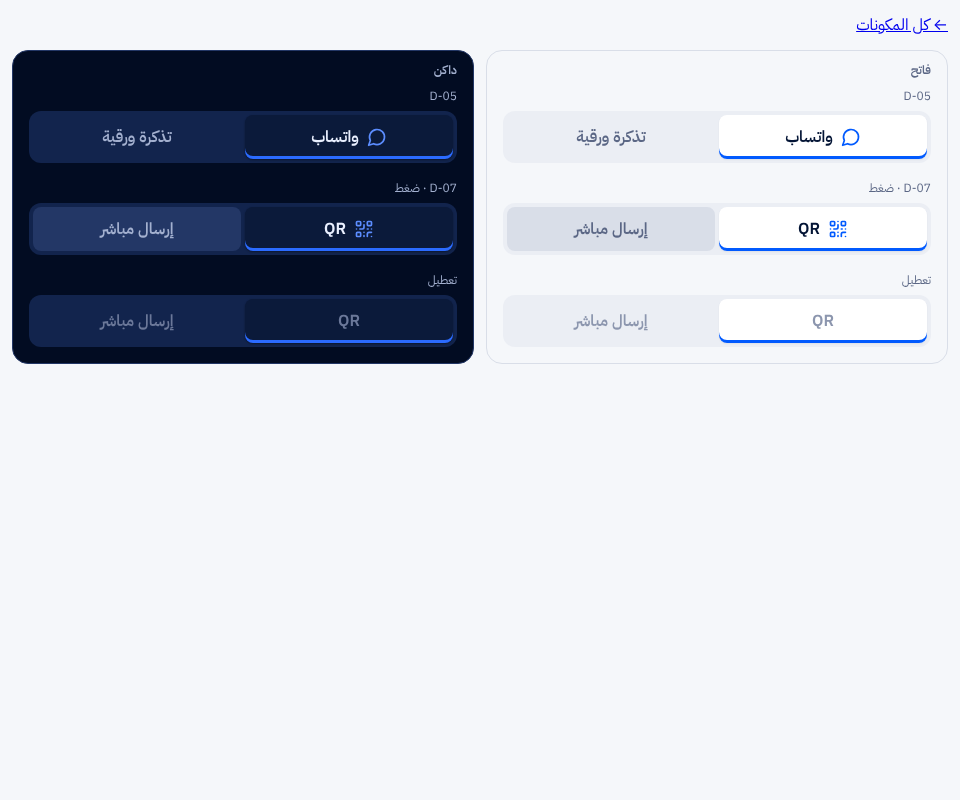 ← كل المكونات
فاتح
D-05
واتساب
تذكرة ورقية
D-07 · ضغط
QR
إرسال مباشر
تعطيل
QR
إرسال مباشر
داكن
D-05
واتساب
تذكرة ورقية
D-07 · ضغط
QR
إرسال مباشر
تعطيل
QR
إرسال مباشر